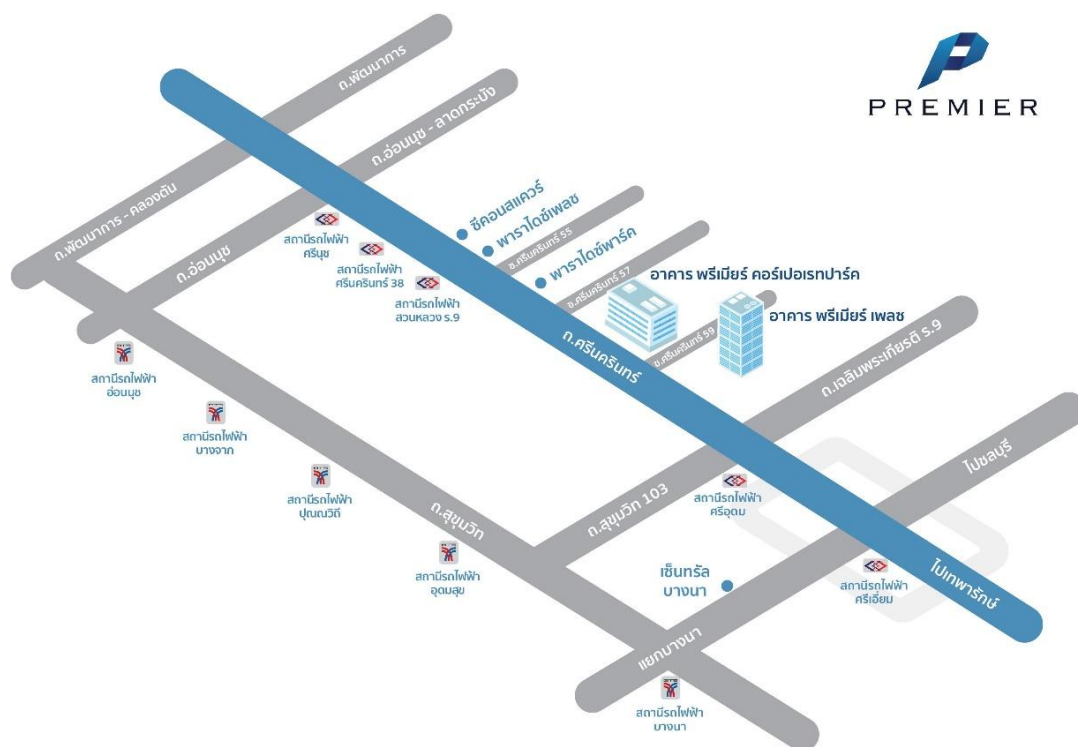 PREMIER
ถ.พัฒนาการ
ถ.อ่อนนุช - ลาดกระบัง
ถ.พัฒนาการ - คลองตัน
ถ.อ่อนนุช
สถานีรถไฟฟ้า
ศรีนุช
สถานีรถไฟฟ้า
ศรีนครินทร์ 38
สถานีรถไฟฟ้า
สวนหลวง ร.9
ซีคอนสแควร์
พาราไดซ์เพลซ
ซ.ศรีนครินทร์ 55
พาราไดซ์พาร์ค
ซ.ศรีนครินทร์ 57
อาคาร พรีเมียร์ คอร์เปอเรทปาร์ค
อาคาร พรีเมียร์ เพลซ
ซ.ศรีนครินทร์ 59
ถ.ศรีนครินทร์
ถ.เฉลิมพระเกียรติ ร.9
สถานีรถไฟฟ้า
อ่อนนุช
สถานีรถไฟฟ้า
บางจาก
สถานีรถไฟฟ้า
ปุณณวิถี
ถ.สุขุมวิท
สถานีรถไฟฟ้า
อุดมสุข
ถ.สุขุมวิท 103
สถานีรถไฟฟ้า
ศรีอุดม
ไปชลบุรี
เซ็นทรัล
บางนา
สถานีรถไฟฟ้า
ศรีเอี่ยม
ไปเทพารักษ์
แยกบางนา
สถานีรถไฟฟ้า
บางนา